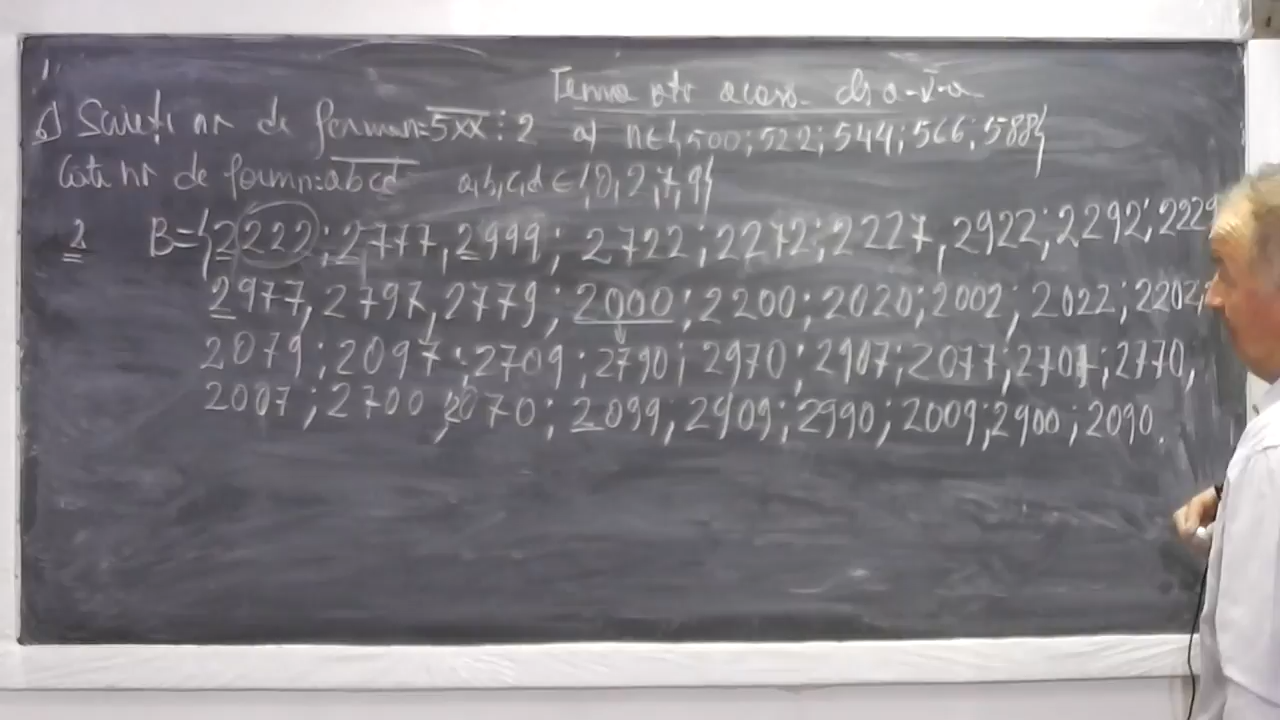 1.
Tema ptr acasă cls a-V-a
b) Scrieți nr de forma n=5xx ⋮ 2 a) n∈{500;522;544;566;588}
Cate nr de forma n=abcd a,b,c,d ∈{0,2,7,9}
2 B={2222;2777,2999;2722;2272;2227,2922;2292;2229
2977,2797,2779;2000;2200;2020;2002;2022;2202,
2079;2097;2709;2790;2970;2907;2077;2707;2770,
2007;2700,2070;2099,2909;2990;2009;2900;2090.